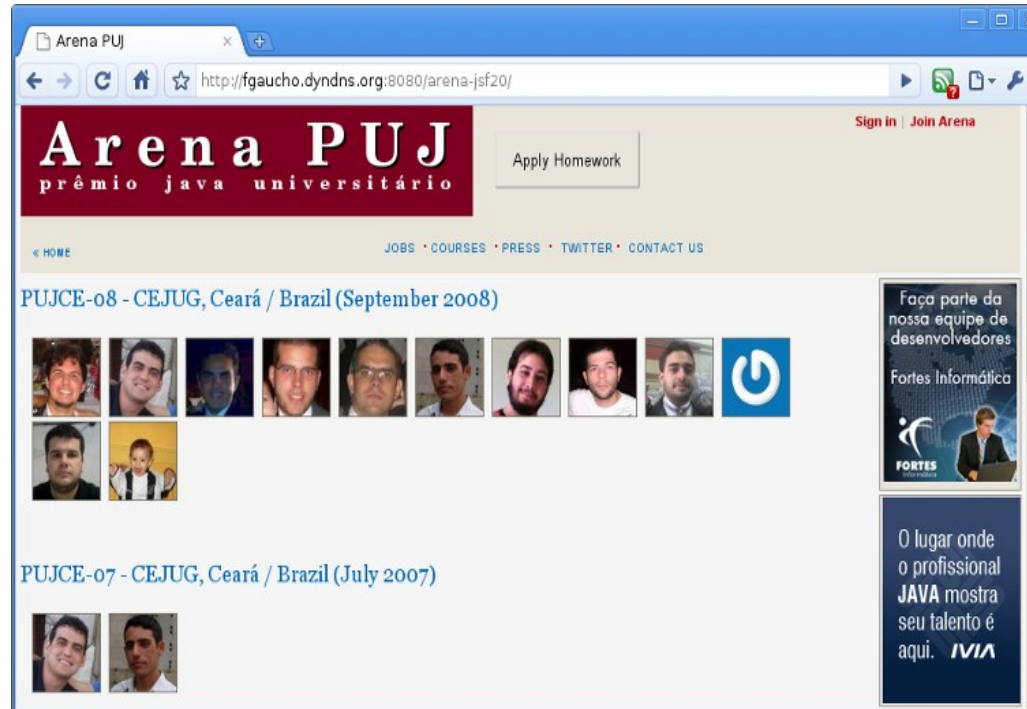 Arena PUJ
http://fgaucho.dyndns.org:8080/arena-jsf20/
?
Arena PUJ
prêmio java universitário
Apply Homework
Sign in | Join Arena
« HOME
JOBS • COURSES • PRESS • TWITTER • CONTACT US
PUJCE-08 - CEJUG, Ceará / Brazil (September 2008)
Faça parte da
nossa equipe de
desenvolvedores
Fortes Informática
FORTES
Informática
PUJCE-07 - CEJUG, Ceará / Brazil (July 2007)
O lugar onde
o profissional
JAVA mostra
seu talento é
aqui. IVIA